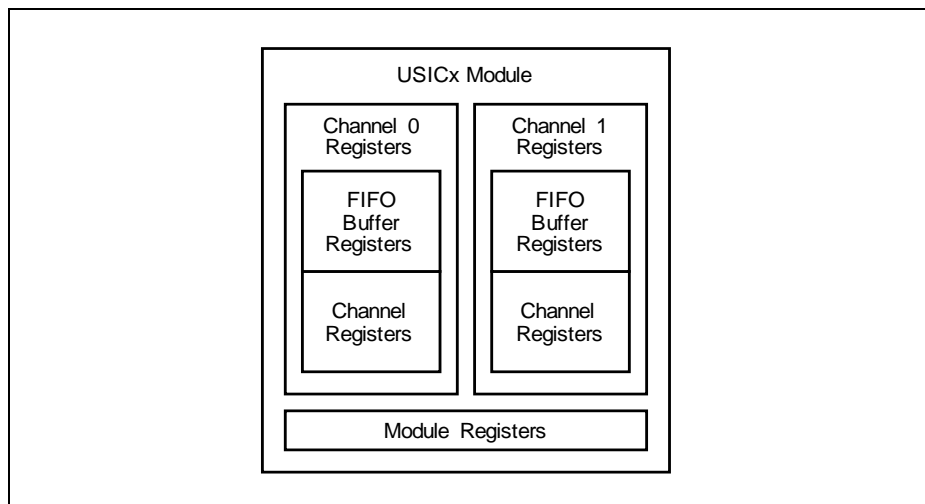 USICx Module
Channel 0
Registers
FIFO
Buffer
Registers
Channel
Registers
Channel 1
Registers
FIFO
Buffer
Registers
Channel
Registers
Module Registers